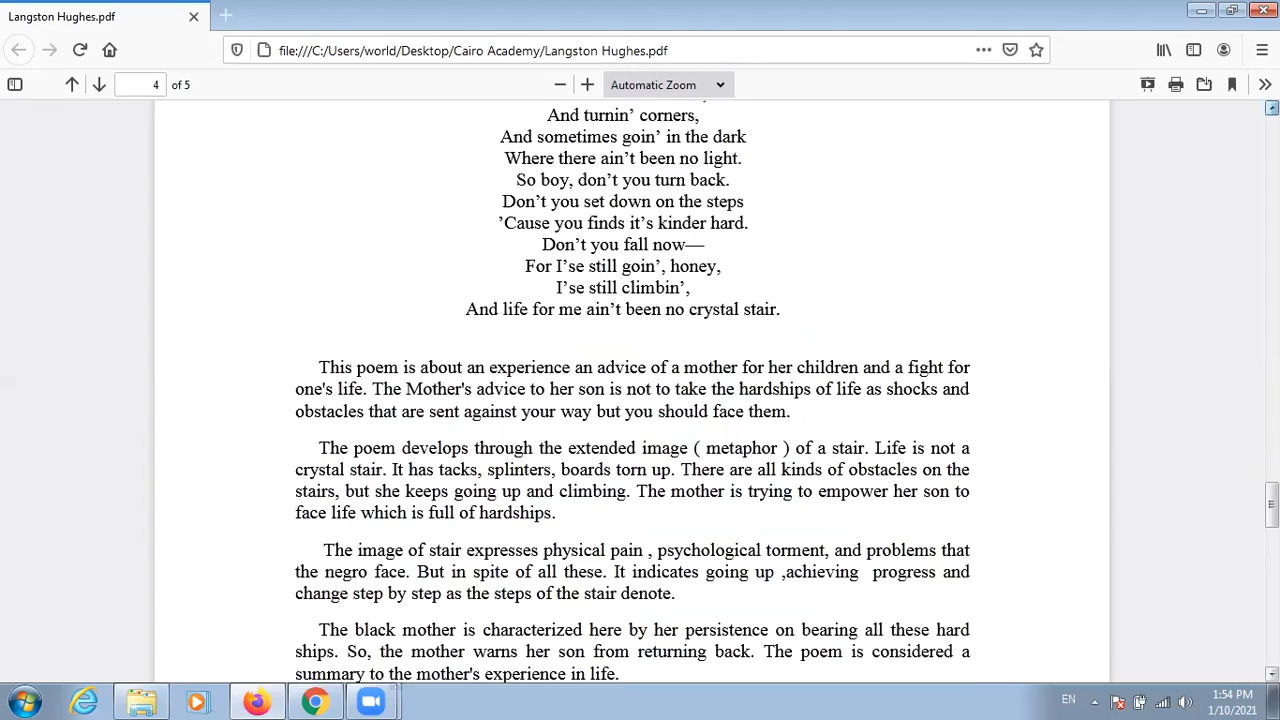 Langston Hughes.pdf
file:///C:/Users/world/Desktop/Cairo Academy/Langston Hughes.pdf
4 of 5
Automatic Zoom
And turnin’ corners,
And sometimes goin’ in the dark
Where there ain’t been no light.
So boy, don’t you turn back.
Don’t you set down on the steps
’Cause you finds it’s kinder hard.
Don’t you fall now—
For I’se still goin’, honey,
I’se still climbin’,
And life for me ain’t been no crystal stair.
This poem is about an experience an advice of a mother for her children and a fight for
one's life. The Mother's advice to her son is not to take the hardships of life as shocks and
obstacles that are sent against your way but you should face them.
The poem develops through the extended image ( metaphor ) of a stair. Life is not a
crystal stair. It has tacks, splinters, boards torn up. There are all kinds of obstacles on the
stairs, but she keeps going up and climbing. The mother is trying to empower her son to
face life which is full of hardships.
The image of stair expresses physical pain , psychological torment, and problems that
the negro face. But in spite of all these. It indicates going up ,achieving progress and
change step by step as the steps of the stair denote.
The black mother is characterized here by her persistence on bearing all these hard
ships. So, the mother warns her son from returning back. The poem is considered a
summary to the mother's experience in life.
EN
1:54 PM
1/10/2021